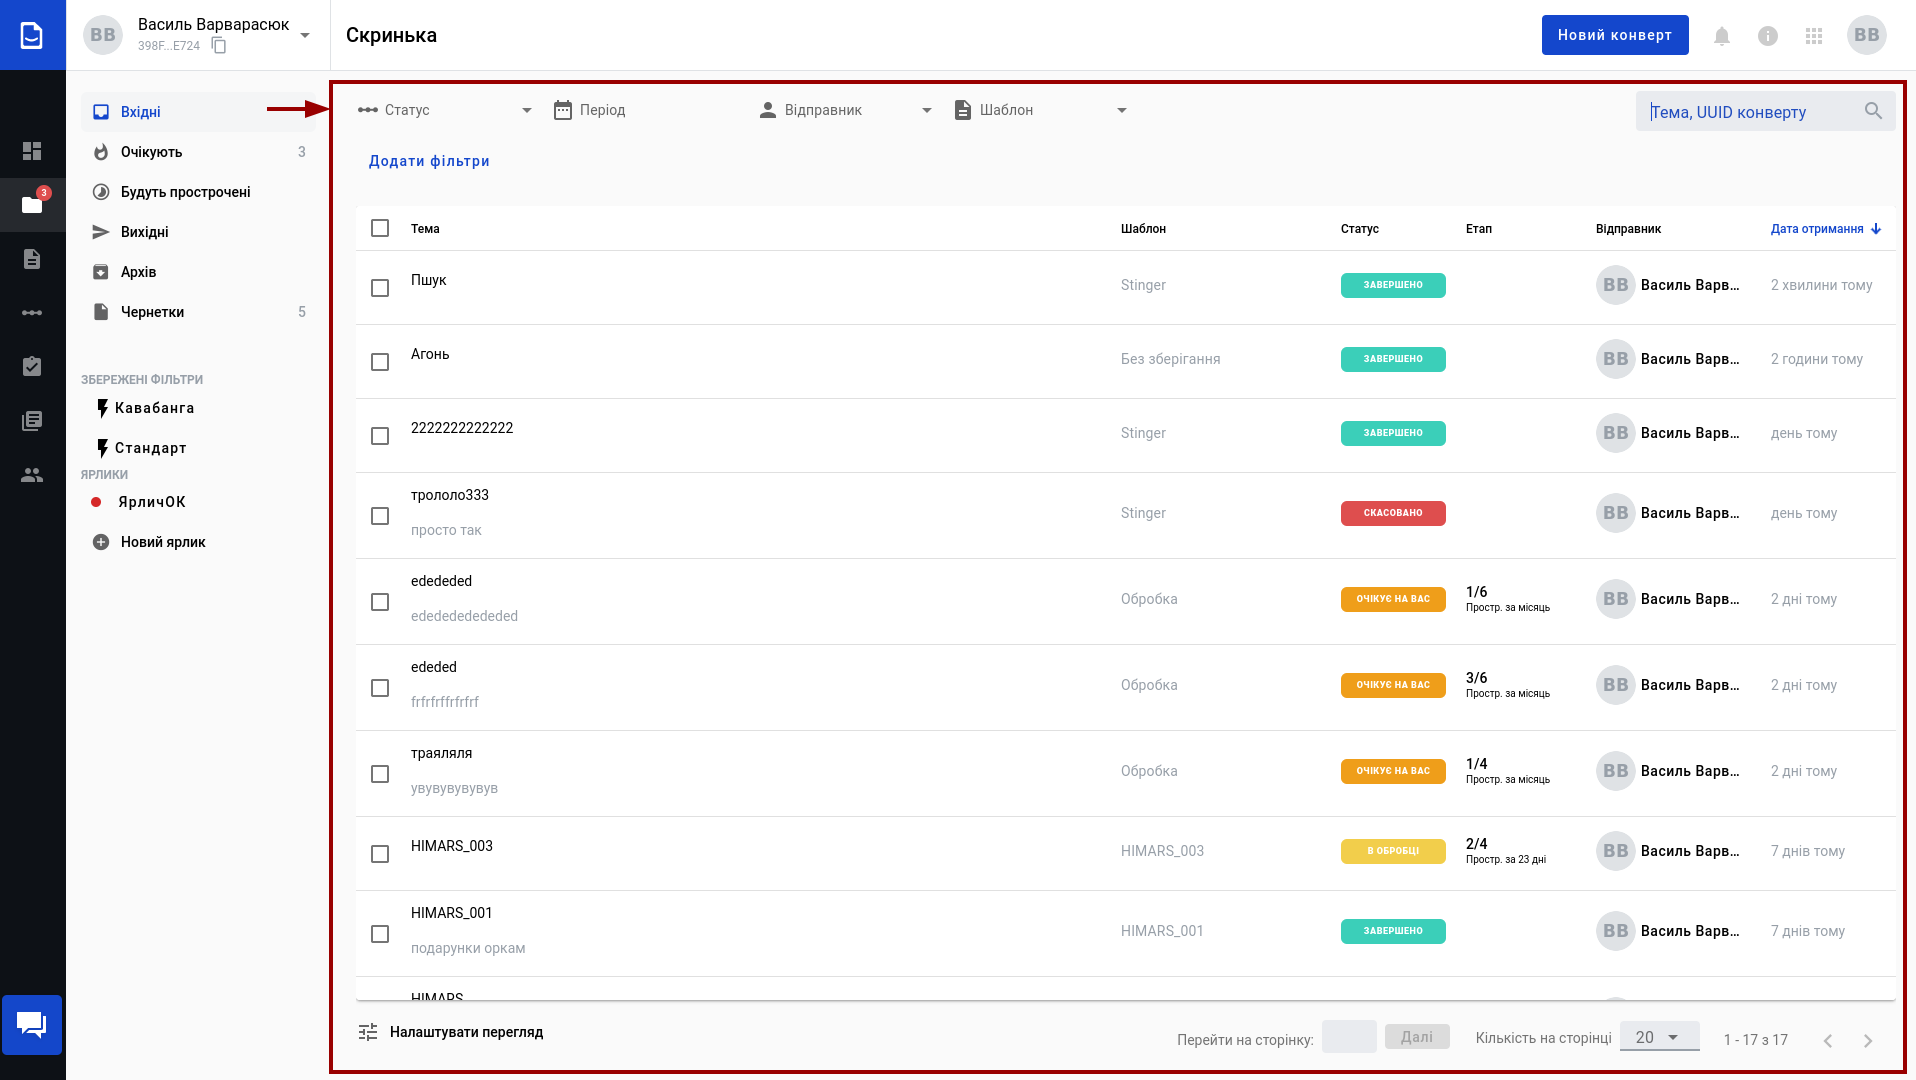 ВВ
Василь Варварасюк
398F...E724
Скринька
Новий конверт
ВВ
3
Вхідні
Очікують 3
Будуть прострочені
Вихідні
Архів
Чернетки 5
ЗБЕРЕЖЕНІ ФІЛЬТРИ
Кавабанга
Стандарт
ЯРЛИКИ
ЯрличОК
Новий ярлик
Статус Період Відправник Шаблон Тема, UUID конверту
Додати фільтри
Тема Шаблон Статус Етап Відправник Дата отримання
Пшук Stinger ЗАВЕРШЕНО ВВ Василь Варв... 2 хвилини тому
Агонь Без зберігання ЗАВЕРШЕНО ВВ Василь Варв... 2 години тому
2222222222222 Stinger ЗАВЕРШЕНО ВВ Василь Варв... день тому
трололо333 Stinger СКАСОВАНО ВВ Василь Варв... день тому
просто так
edededed Обробка ОЧІКУЄ НА ВАС 1/6 ВВ Василь Варв... 2 дні тому
Простр. за місяць
ededededededed
ededed Обробка ОЧІКУЄ НА ВАС 3/6 ВВ Василь Варв... 2 дні тому
Простр. за місяць
frfrfrffrfrfrf
траяляля Обробка ОЧІКУЄ НА ВАС 1/4 ВВ Василь Варв... 2 дні тому
Простр. за місяць
увувувувувув
HIMARS_003 HIMARS_003 В ОБРОБЦІ 2/4 ВВ Василь Варв... 7 днів тому
Простр. за 23 дні
HIMARS_001 HIMARS_001 ЗАВЕРШЕНО ВВ Василь Варв... 7 днів тому
подарунки оркам
HIMARS
Налаштувати перегляд
Перейти на сторінку: Далі Кількість на сторінці 20 1 - 17 з 17